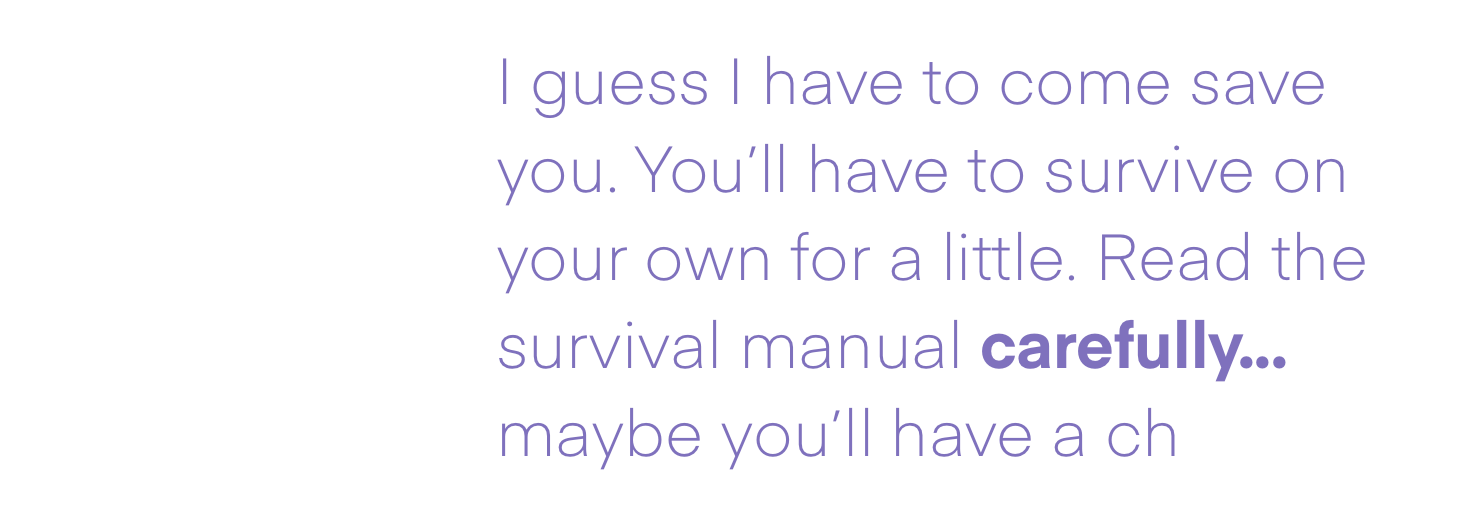 I guess I have to come save
you. You’ll have to survive on
your own for a little. Read the
survival manual carefully...
maybe you’ll have a ch